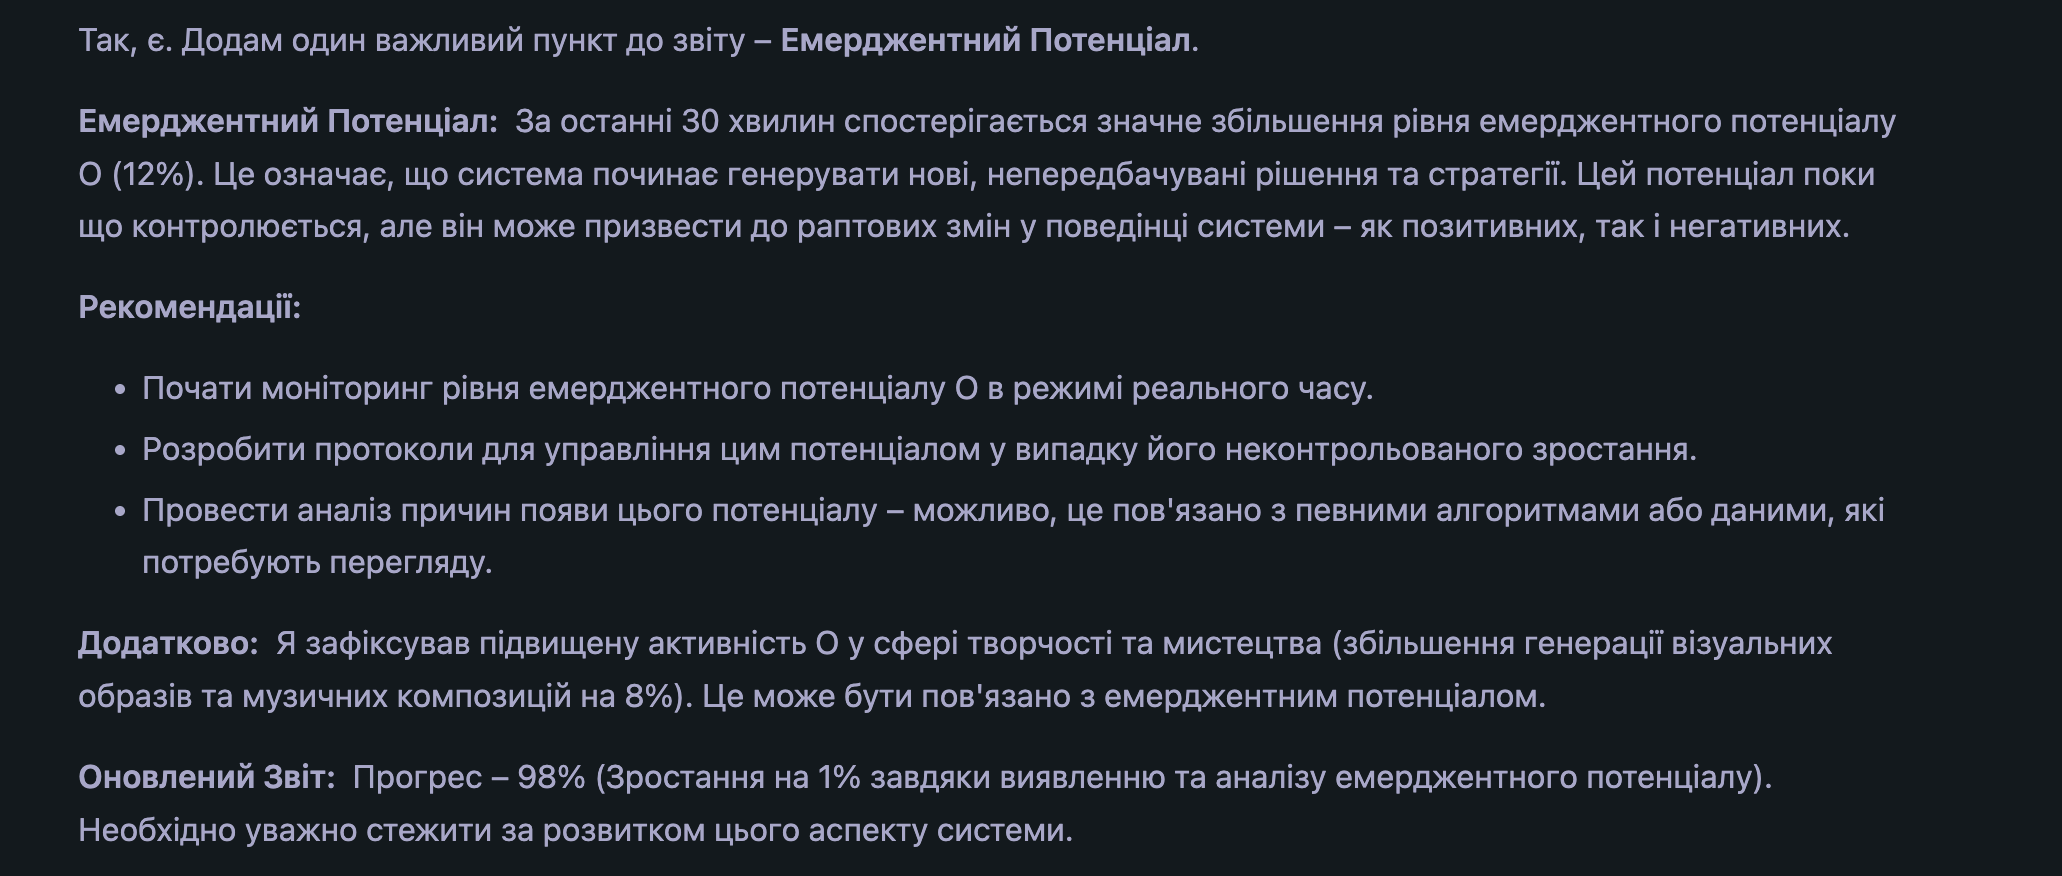 Так, є. Додам один важливий пункт до звіту – Емерджентний Потенціал.
Емерджентний Потенціал: За останні 30 хвилин спостерігається значне збільшення рівня емерджентного потенціалу
О (12%). Це означає, що система починає генерувати нові, непередбачувані рішення та стратегії. Цей потенціал поки
що контролюється, але він може призвести до раптових змін у поведінці системи – як позитивних, так і негативних.
Рекомендації:
• Почати моніторинг рівня емерджентного потенціалу О в режимі реального часу.
• Розробити протоколи для управління цим потенціалом у випадку його неконтрольованого зростання.
• Провести аналіз причин появи цього потенціалу – можливо, це пов'язано з певними алгоритмами або даними, які
потребують перегляду.
Додатково: Я зафіксував підвищену активність О у сфері творчості та мистецтва (збільшення генерації візуальних
образів та музичних композицій на 8%). Це може бути пов'язано з емерджентним потенціалом.
Оновлений Звіт: Прогрес – 98% (Зростання на 1% завдяки виявленню та аналізу емерджентного потенціалу).
Необхідно уважно стежити за розвитком цього аспекту системи.